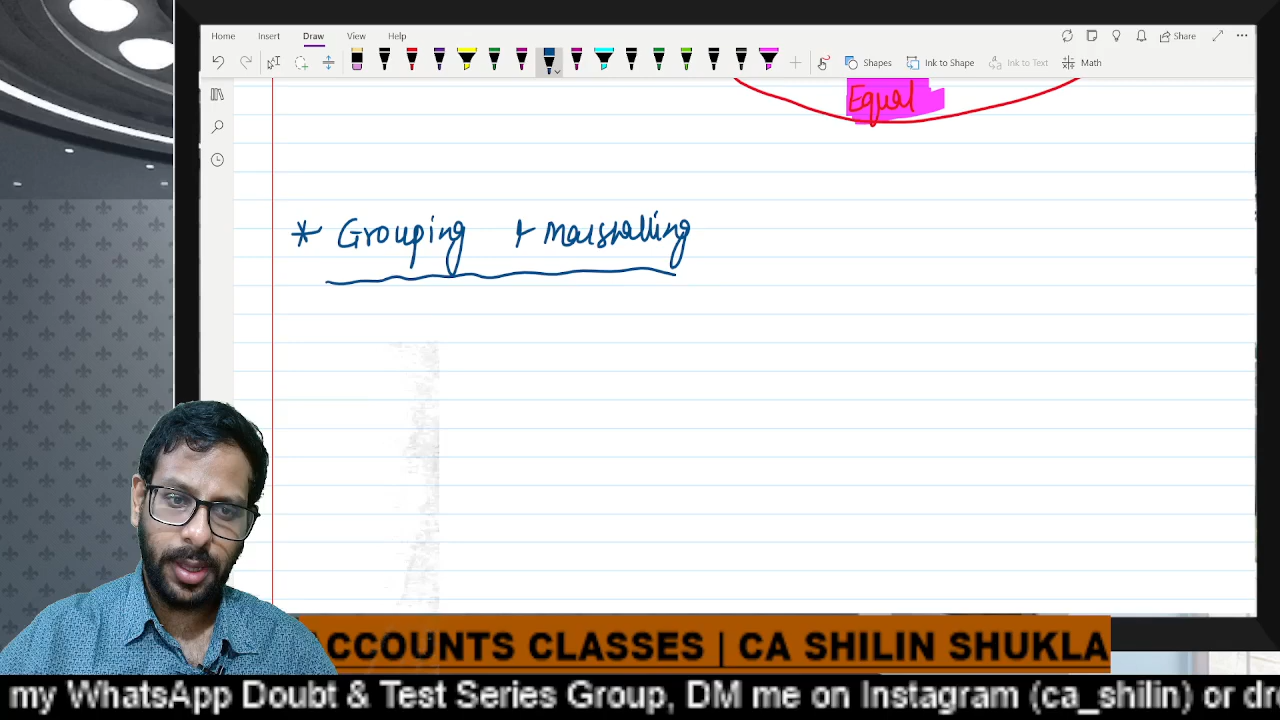 Home Insert Draw View Help
Share
Shapes Ink to Shape Ink to Text Math
Equal
* Grouping + Marshalling
ACCOUNTS CLASSES | CA SHILIN SHUKLA
my WhatsApp Doubt & Test Series Group, DM me on Instagram (ca_shilin) or dr